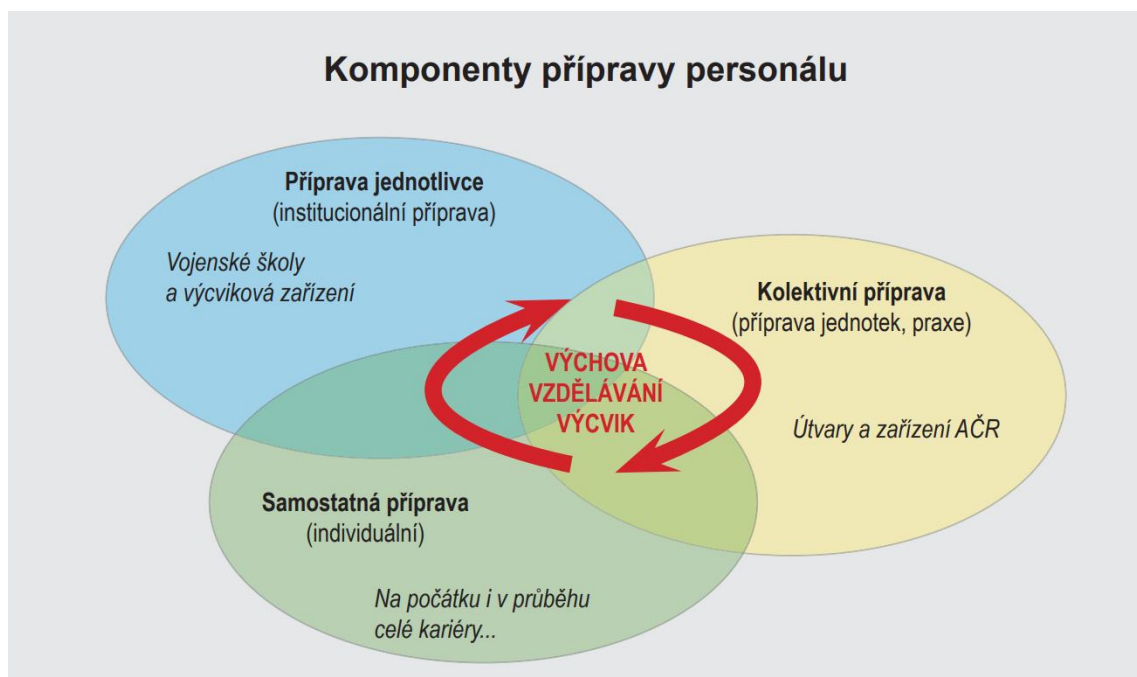 Komponenty přípravy personálu
Příprava jednotlivce
(institucionální příprava)
Vojenské školy
a výcviková zařízení
Kolektivní příprava
(příprava jednotek, praxe)
VÝCHOVA
VZDĚLÁVÁNÍ
VÝCVIK
Útvary a zařízení AČR
Samostatná příprava
(individuální)
Na počátku i v průběhu
celé kariéry...